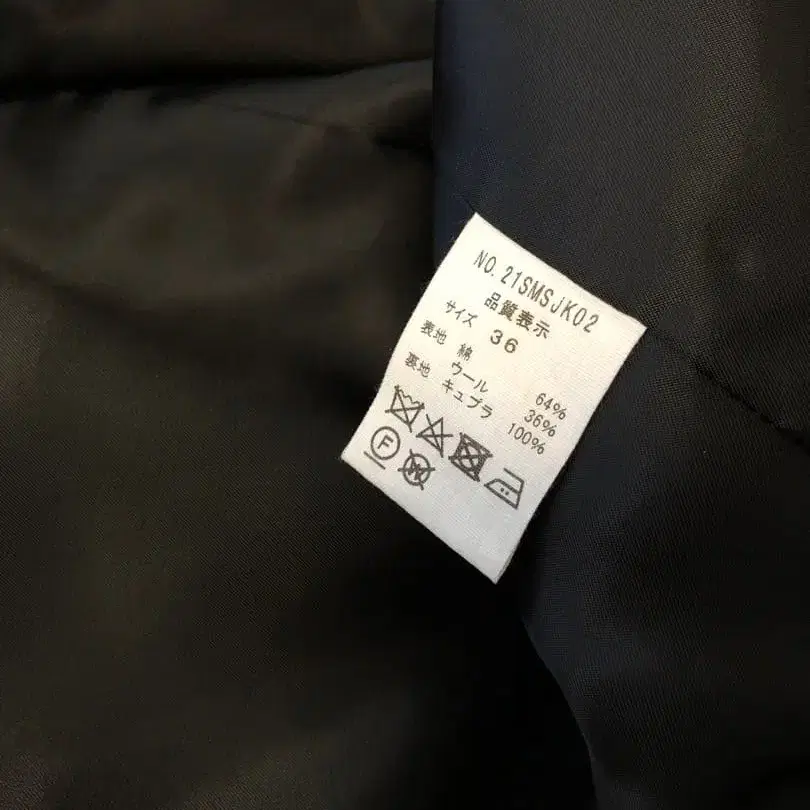 NO. 21SMSJK02
品質表示
サイズ 36
表地 綿 64%
ウール 36%
裏地 キュプラ 100%
F
W